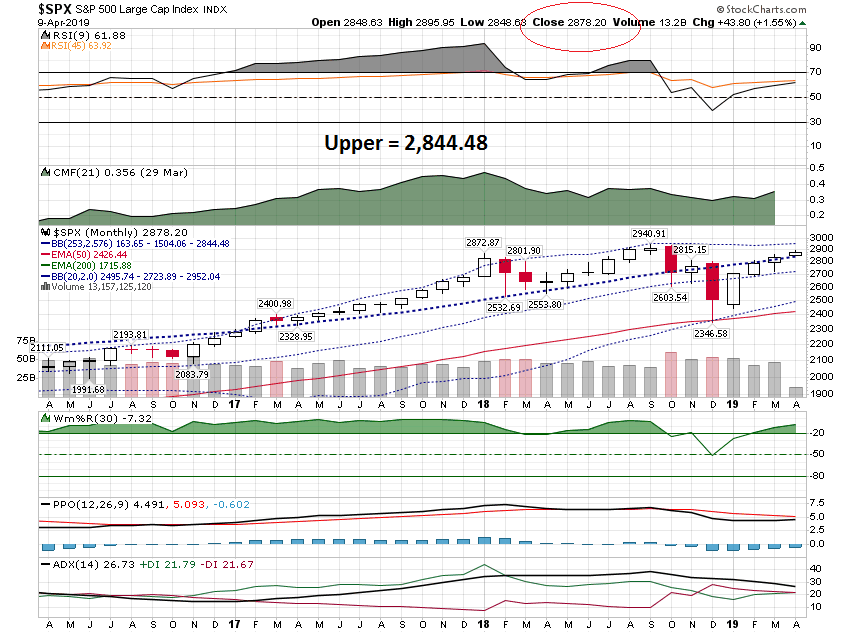 $SPX S&P 500 Large Cap Index INDX
© StockCharts.com
9-Apr-2019
Open 2848.63 High 2895.95 Low 2848.63 Close 2878.20 Volume 13.2B Chg +43.80 (+1.55%)
RSI(9) 61.88
RSI(45) 63.92
90
70
50
30
10
Upper = 2,844.48
CMF(21) 0.356 (29 Mar)
0.5
0.4
0.3
0.2
$SPX (Monthly) 2878.20
BB(253,2.576) 163.65 - 1504.06 - 2844.48
EMA(50) 2426.44
EMA(200) 1715.88
BB(20,2.0) 2495.74 - 2723.89 - 2952.04
Volume 13,157,125,120
2940.91
2872.87
2801.90
2815.15
2603.54
2532.69
2553.80
2400.98
2328.95
2346.58
2193.81
2111.05
2083.79
1991.68
3000
2900
2800
2700
2600
2500
2400
2300
2200
2100
2000
1900
75B
50B
25B
A M J J A S O N D 17 F M A M J J A S O N D 18 F M A M J J A S O N D 19 F M A
Wm%R(30) -7.32
-20
-50
-80
PPO(12,26,9) 4.491, 5.093, -0.602
7.5
5.0
2.5
0.0
ADX(14) 26.73 +DI 21.79 -DI 21.67
40
30
20
10
A M J J A S O N D 17 F M A M J J A S O N D 18 F M A M J J A S O N D 19 F M A